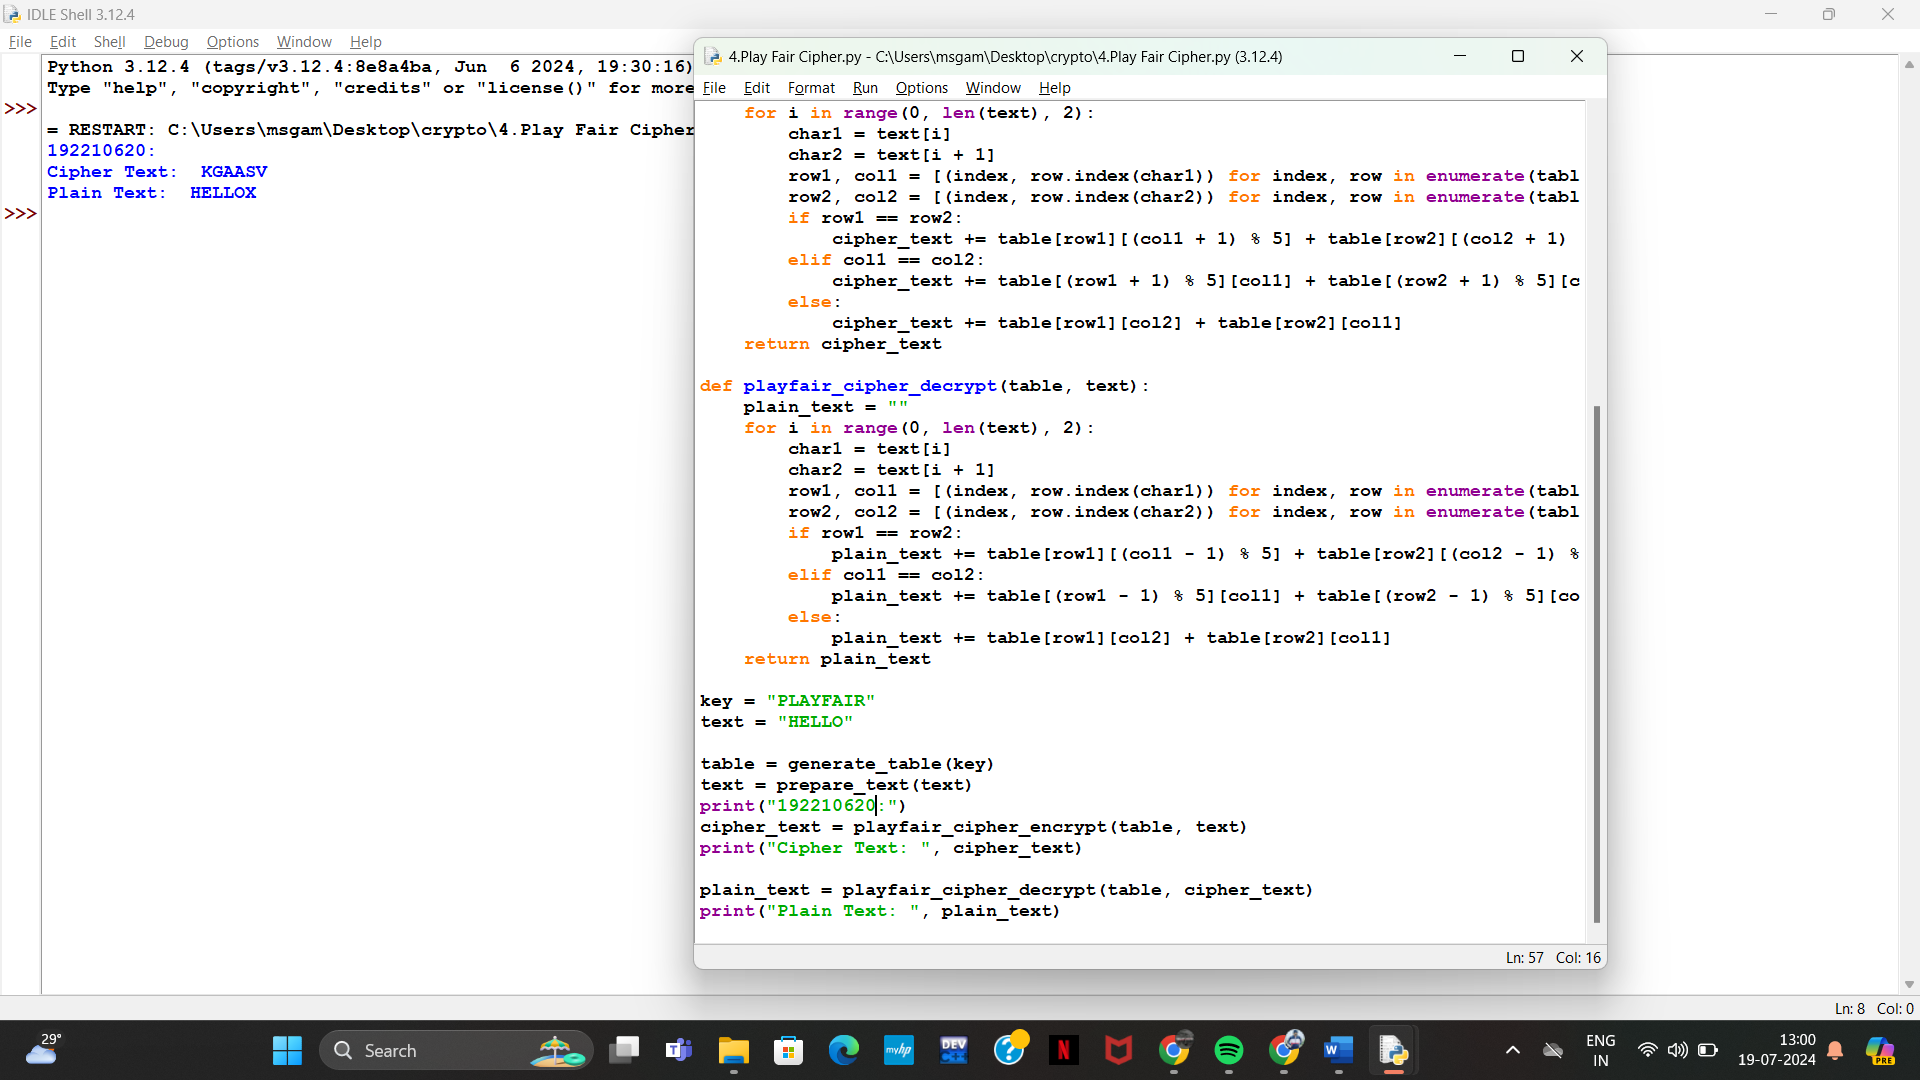 IDLE Shell 3.12.4
File Edit Shell Debug Options Window Help
Python 3.12.4 (tags/v3.12.4:8e8a4ba, Jun  6 2024, 19:30:16)
Type "help", "copyright", "credits" or "license()" for more
>>>
= RESTART: C:\Users\msgam\Desktop\crypto\4.Play Fair Cipher
192210620:
Cipher Text:  KGAASV
Plain Text:  HELLOX
>>>
Ln: 8 Col: 0
4.Play Fair Cipher.py - C:\Users\msgam\Desktop\crypto\4.Play Fair Cipher.py (3.12.4)
File Edit Format Run Options Window Help
    for i in range(0, len(text), 2):
        char1 = text[i]
        char2 = text[i + 1]
        row1, col1 = [(index, row.index(char1)) for index, row in enumerate(tabl
        row2, col2 = [(index, row.index(char2)) for index, row in enumerate(tabl
        if row1 == row2:
            cipher_text += table[row1][(col1 + 1) % 5] + table[row2][(col2 + 1)
        elif col1 == col2:
            cipher_text += table[(row1 + 1) % 5][col1] + table[(row2 + 1) % 5][c
        else:
            cipher_text += table[row1][col2] + table[row2][col1]
    return cipher_text
def playfair_cipher_decrypt(table, text):
    plain_text = ""
    for i in range(0, len(text), 2):
        char1 = text[i]
        char2 = text[i + 1]
        row1, col1 = [(index, row.index(char1)) for index, row in enumerate(tabl
        row2, col2 = [(index, row.index(char2)) for index, row in enumerate(tabl
        if row1 == row2:
            plain_text += table[row1][(col1 - 1) % 5] + table[row2][(col2 - 1) %
        elif col1 == col2:
            plain_text += table[(row1 - 1) % 5][col1] + table[(row2 - 1) % 5][co
        else:
            plain_text += table[row1][col2] + table[row2][col1]
    return plain_text
key = "PLAYFAIR"
text = "HELLO"
table = generate_table(key)
text = prepare_text(text)
print("192210620:")
cipher_text = playfair_cipher_encrypt(table, text)
print("Cipher Text: ", cipher_text)
plain_text = playfair_cipher_decrypt(table, cipher_text)
print("Plain Text: ", plain_text)
Ln: 57 Col: 16
29°
Search
myhp
DEV C++
N
W
ENG
IN
13:00
19-07-2024
PRE